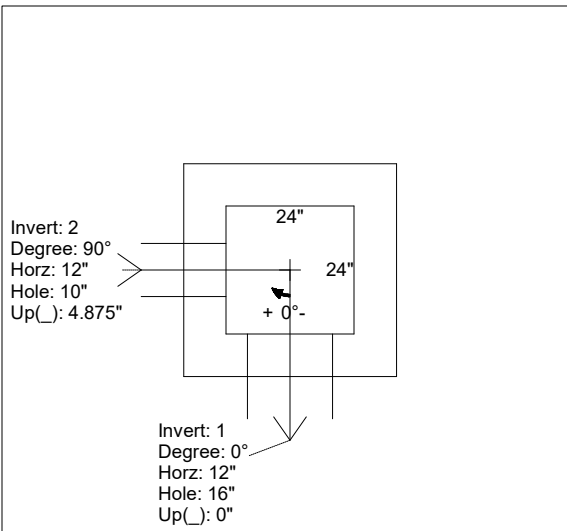 24"
Invert: 2
Degree: 90°
Horz: 12"
Hole: 10"
Up(_): 4.875"
24"
+ 0°-
Invert: 1
Degree: 0°
Horz: 12"
Hole: 16"
Up(_): 0"